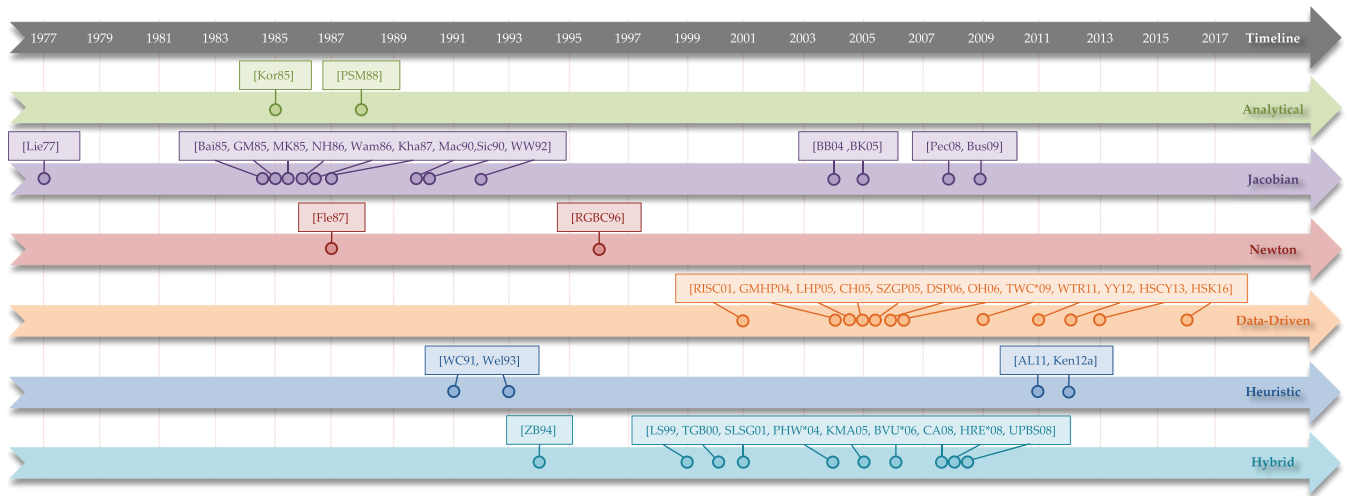 1977 1979 1981 1983 1985 1987 1989 1991 1993 1995 1997 1999 2001 2003 2005 2007 2009 2011 2013 2015 2017 Timeline
[Kor85] [PSM88]
Analytical
[Lie77] [Bai85, GM85, MK85, NH86, Wam86, Kha87, Mac90,Sic90, WW92] [BB04 ,BK05] [Pec08, Bus09]
Jacobian
[Fle87] [RGBC96]
Newton
[RISC01, GMHP04, LHP05, CH05, SZGP05, DSP06, OH06, TWC*09, WTR11, YY12, HSCY13, HSK16]
Data-Driven
[WC91, Wel93] [AL11, Ken12a]
Heuristic
[ZB94] [LS99, TGB00, SLSG01, PHW*04, KMA05, BVU*06, CA08, HRE*08, UPBS08]
Hybrid